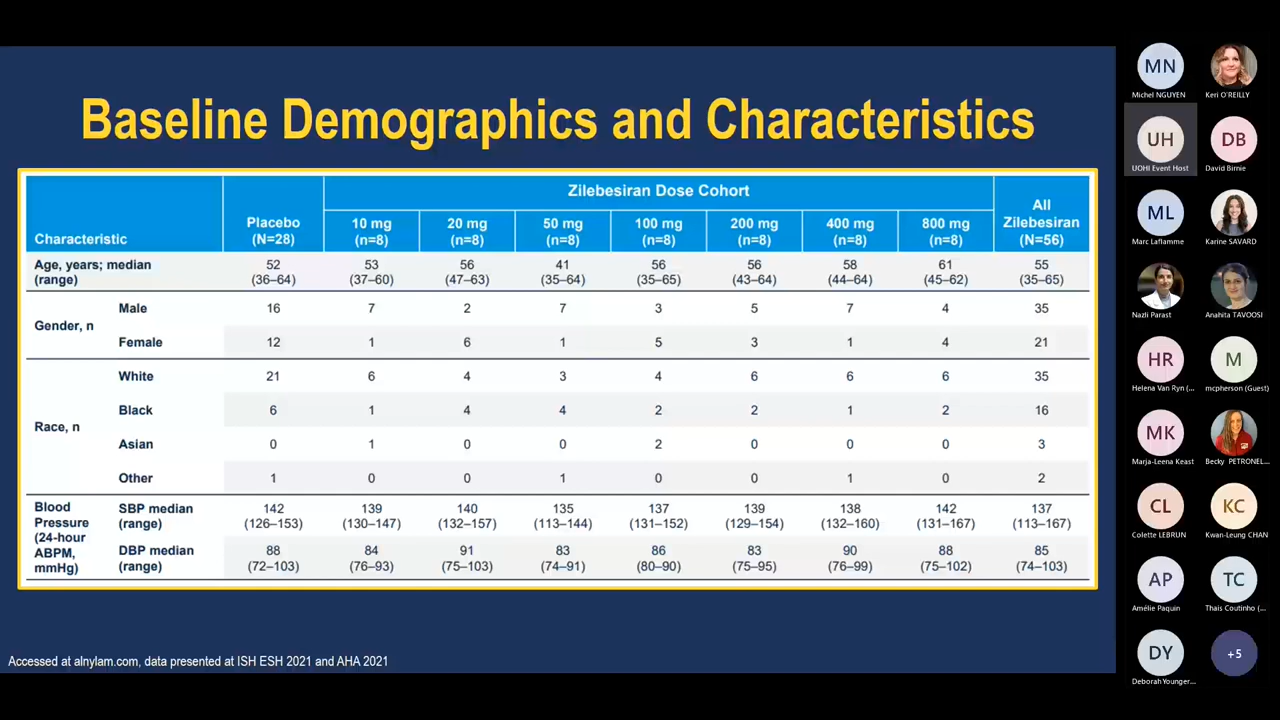 Baseline Demographics and Characteristics
Zilebesiran Dose Cohort
Characteristic Placebo (N=28) 10 mg (n=8) 20 mg (n=8) 50 mg (n=8) 100 mg (n=8) 200 mg (n=8) 400 mg (n=8) 800 mg (n=8) All Zilebesiran (N=56)
Age, years; median (range) 52 (36–64) 53 (37–60) 56 (47–63) 41 (35–64) 56 (35–65) 56 (43–64) 58 (44–64) 61 (45–62) 55 (35–65)
Gender, n
Male 16 7 2 7 3 5 7 4 35
Female 12 1 6 1 5 3 1 4 21
Race, n
White 21 6 4 3 4 6 6 6 35
Black 6 1 4 4 2 2 1 2 16
Asian 0 1 0 0 2 0 0 0 3
Other 1 0 0 1 0 0 1 0 2
Blood Pressure (24-hour ABPM, mmHg)
SBP median (range) 142 (126–153) 139 (130–147) 140 (132–157) 135 (113–144) 137 (131–152) 139 (129–154) 138 (132–160) 142 (131–167) 137 (113–167)
DBP median (range) 88 (72–103) 84 (76–93) 91 (75–103) 83 (74–91) 86 (80–90) 83 (75–95) 90 (76–99) 88 (75–102) 85 (74–103)
Accessed at alnylam.com, data presented at ISH ESH 2021 and AHA 2021
MN
Michel NGUYEN
Keri O'REILLY
UH
UOHI Event Host
DB
David Birnie
ML
Marc Laflamme
Karine SAVARD
Nazli Parast
Anahita TAVOOSI
HR
Helena Van Ryn (...
M
mcpherson (Guest)
MK
Marja-Leena Keast
Becky PETRONEL...
CL
Colette LEBRUN
KC
Kwan-Leung CHAN
AP
Amélie Paquin
TC
Thais Coutinho (...
DY
Deborah Younger...
+5